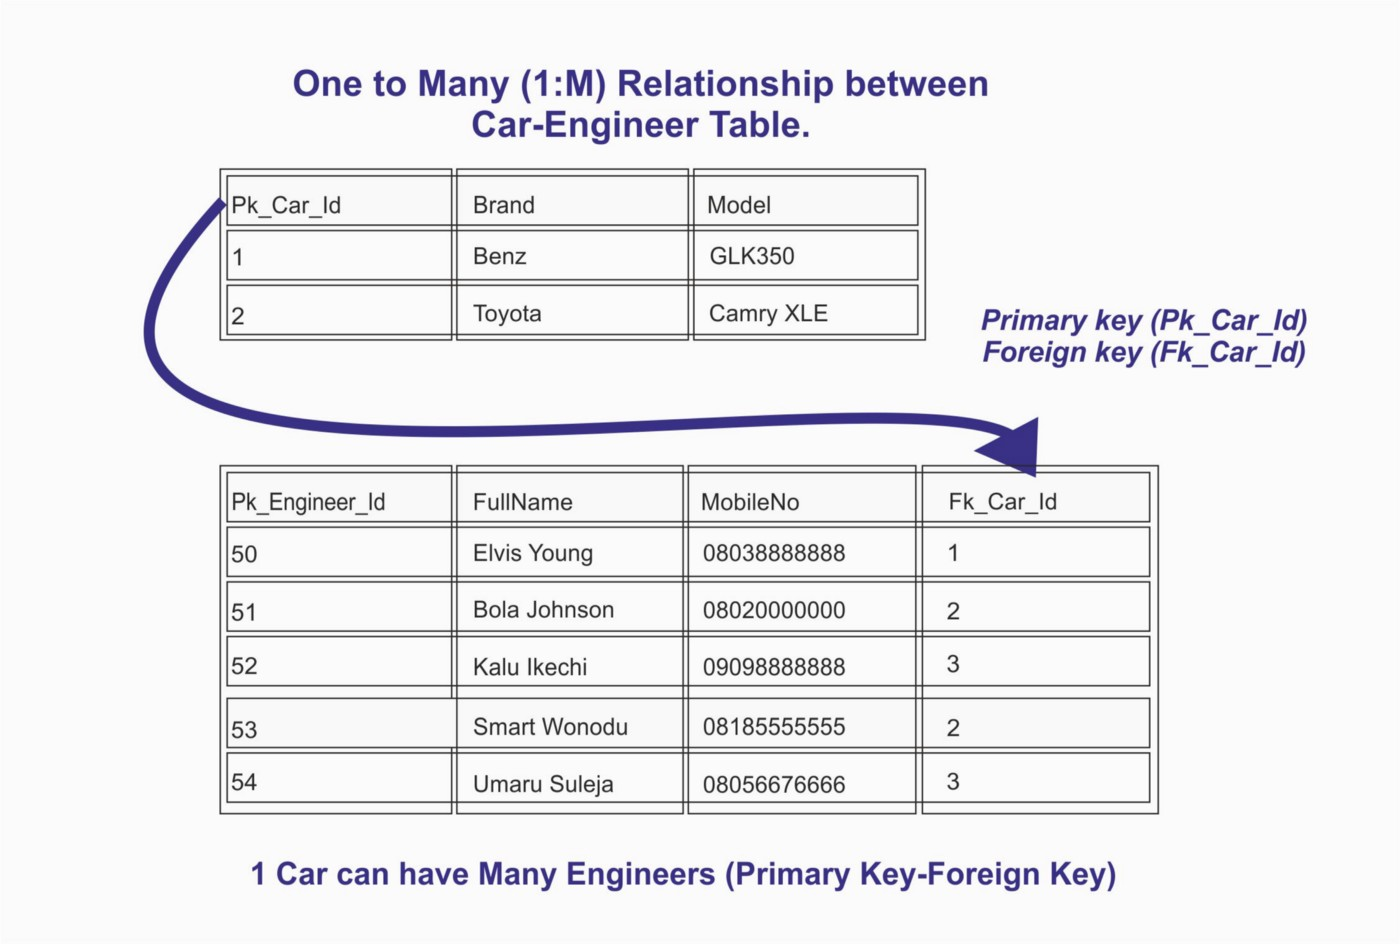 One to Many (1:M) Relationship between
Car-Engineer Table.
Pk_Car_Id Brand Model
1 Benz GLK350
2 Toyota Camry XLE
Primary key (Pk_Car_Id)
Foreign key (Fk_Car_Id)
Pk_Engineer_Id FullName MobileNo Fk_Car_Id
50 Elvis Young 08038888888 1
51 Bola Johnson 08020000000 2
52 Kalu Ikechi 09098888888 3
53 Smart Wonodu 08185555555 2
54 Umaru Suleja 08056676666 3
1 Car can have Many Engineers (Primary Key-Foreign Key)